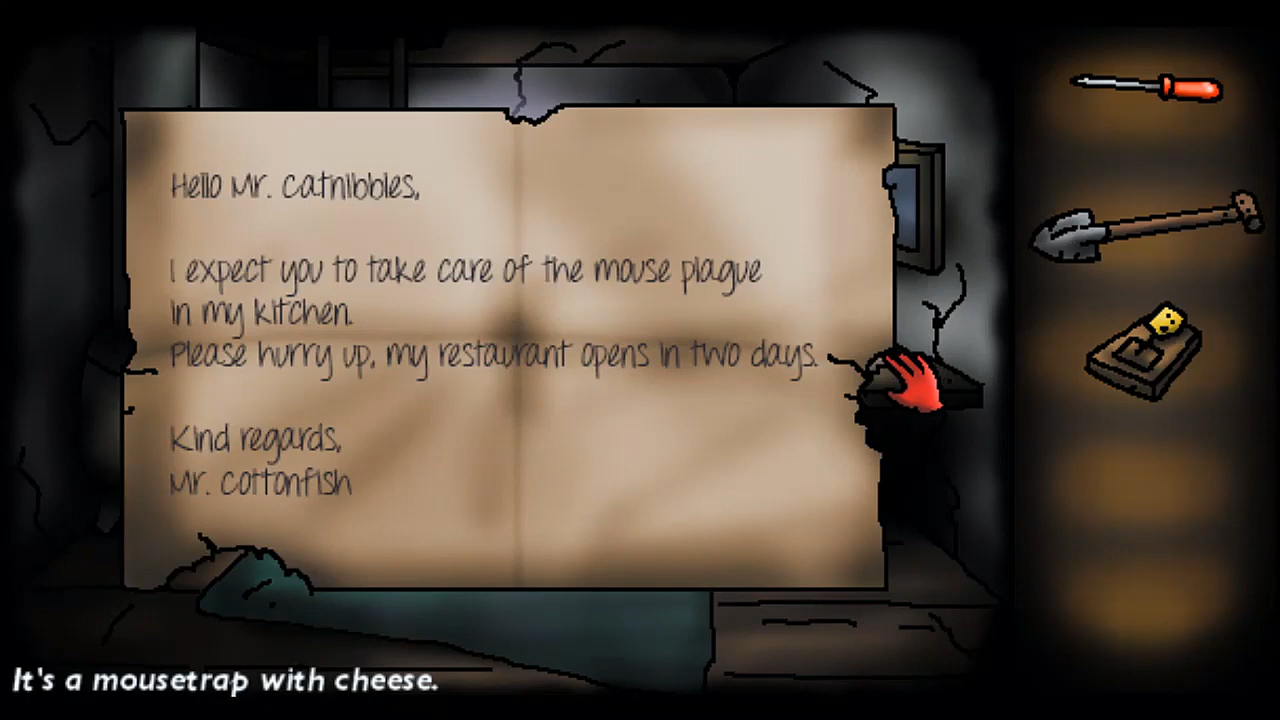 Hello Mr. Catnibbles,
I expect you to take care of the mouse plague
in my kitchen.
Please hurry up, my restaurant opens in two days.
Kind regards,
Mr. Cottonfish
It's a mousetrap with cheese.